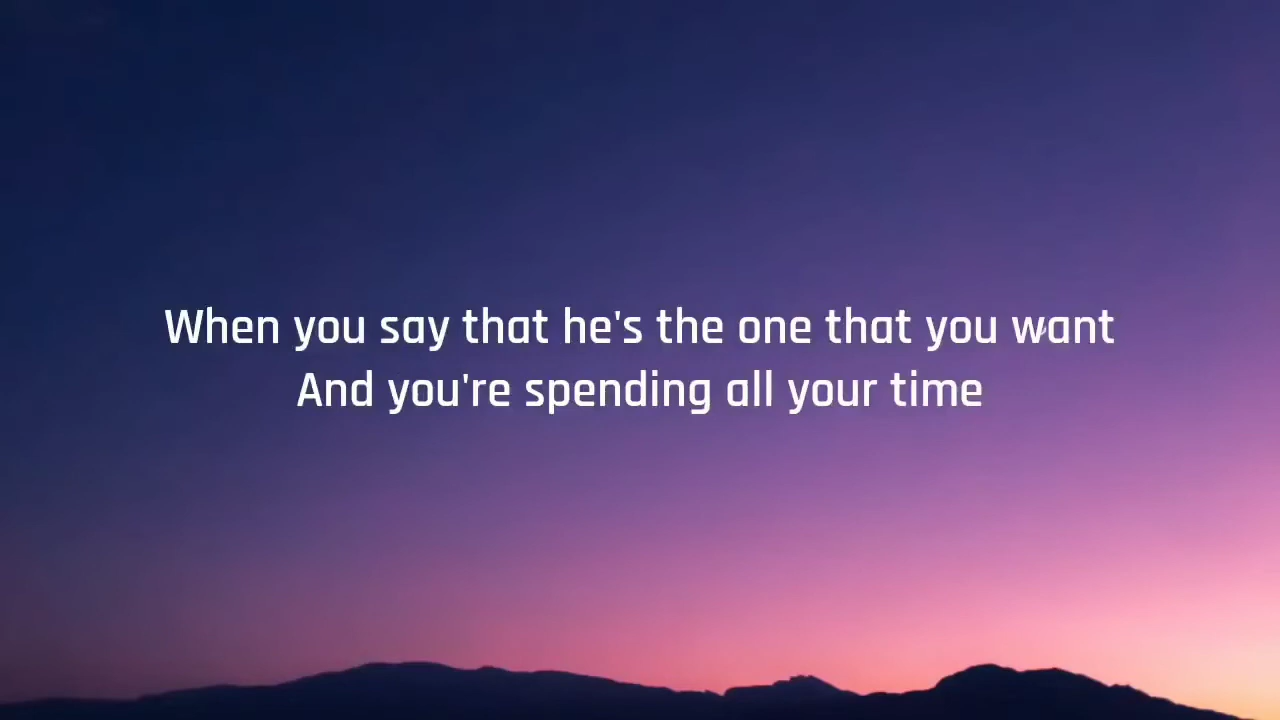 When you say that he's the one that you want
And you're spending all your time